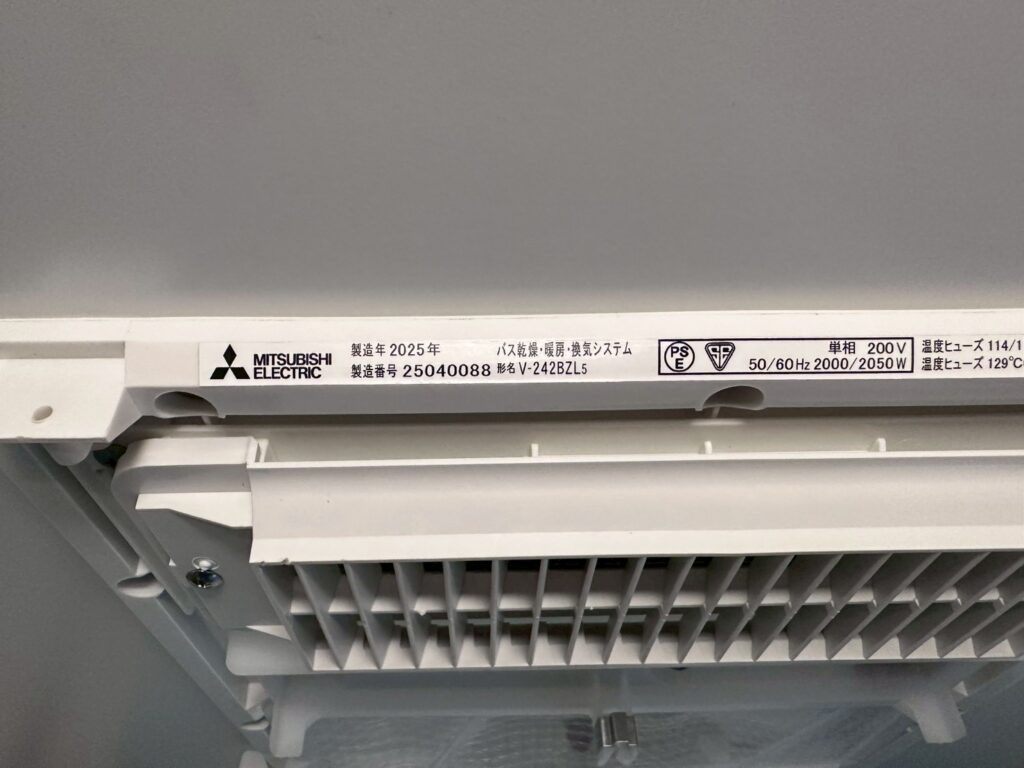 MITSUBISHI
ELECTRIC
製造年 2025年
製造番号 25040088
バス乾燥・暖房・換気システム
形名 V-242BZL5
PS
E
単相 200V
50/60Hz 2000/2050W
温度ヒューズ 114/1
温度ヒューズ 129℃